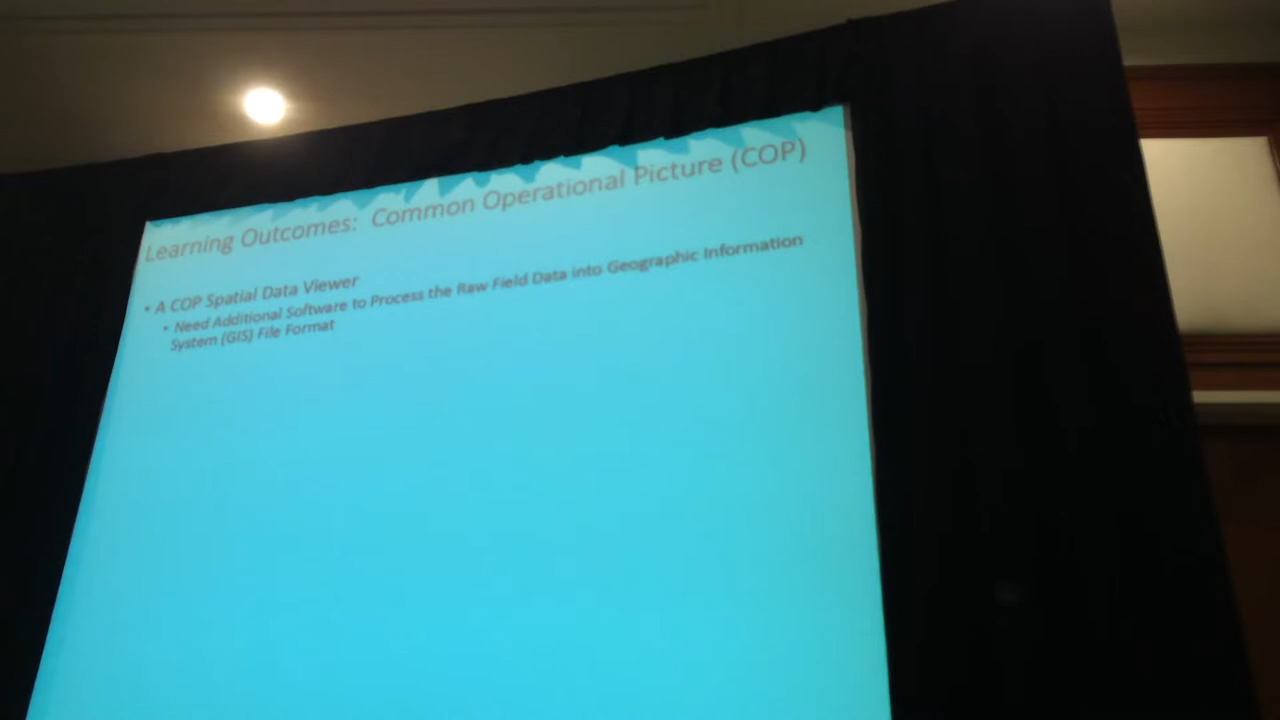 Learning Outcomes: Common Operational Picture (COP)
• A COP Spatial Data Viewer
• Need Additional Software to Process the Raw Field Data into Geographic Information
System (GIS) File Format